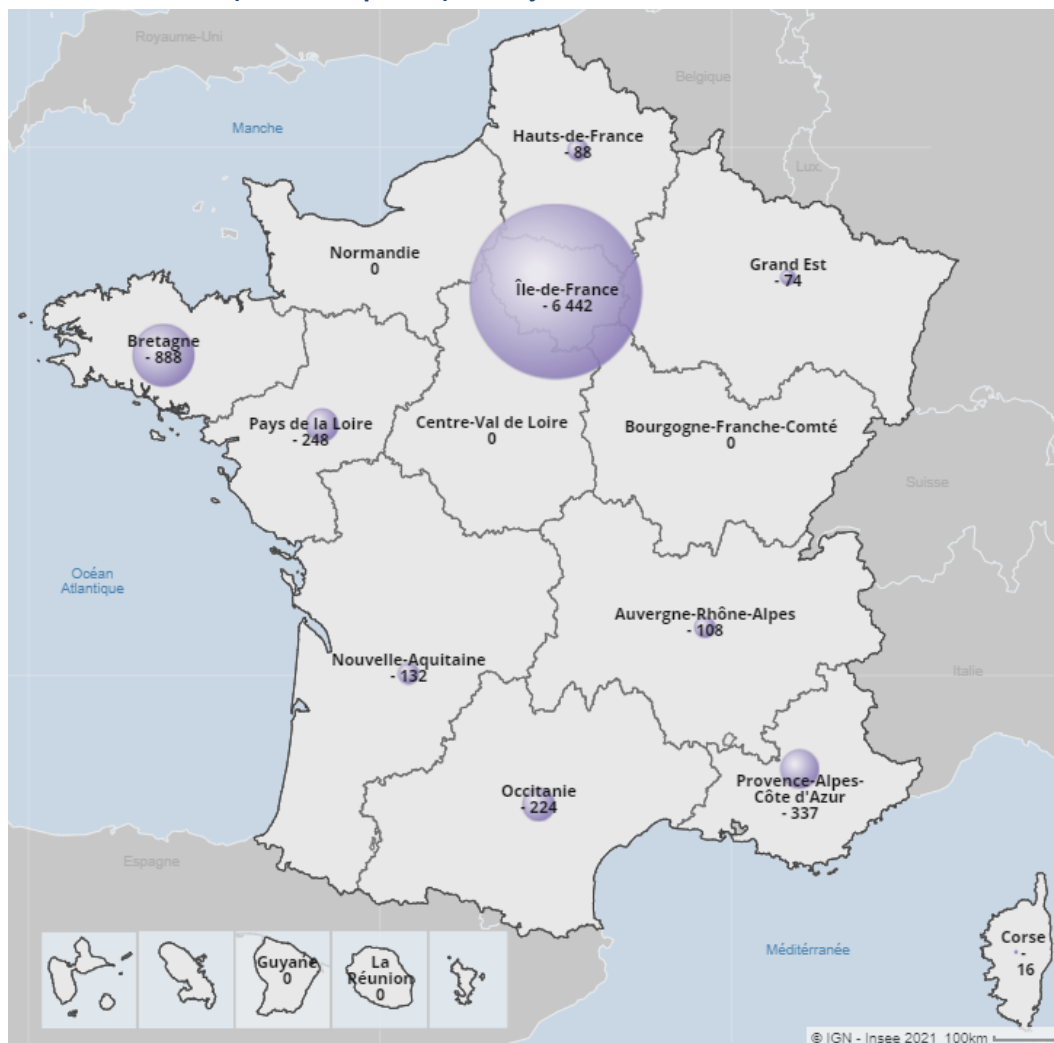 Royaume-Uni
Belgique
Manche
Hauts-de-France
- 88
Lux.
Normandie
0
Grand Est
- 74
Île-de-France
- 6 442
Bretagne
- 888
Pays de la Loire
- 248
Centre-Val de Loire
0
Bourgogne-Franche-Comté
0
Suisse
Océan
Atlantique
Auvergne-Rhône-Alpes
- 108
Nouvelle-Aquitaine
- 132
Italie
Occitanie
- 224
Provence-Alpes-
Côte d'Azur
- 337
Espagne
Méditérranée
Corse
-
16
Guyane
0
La
Réunion
0
© IGN - Insee 2021 100km